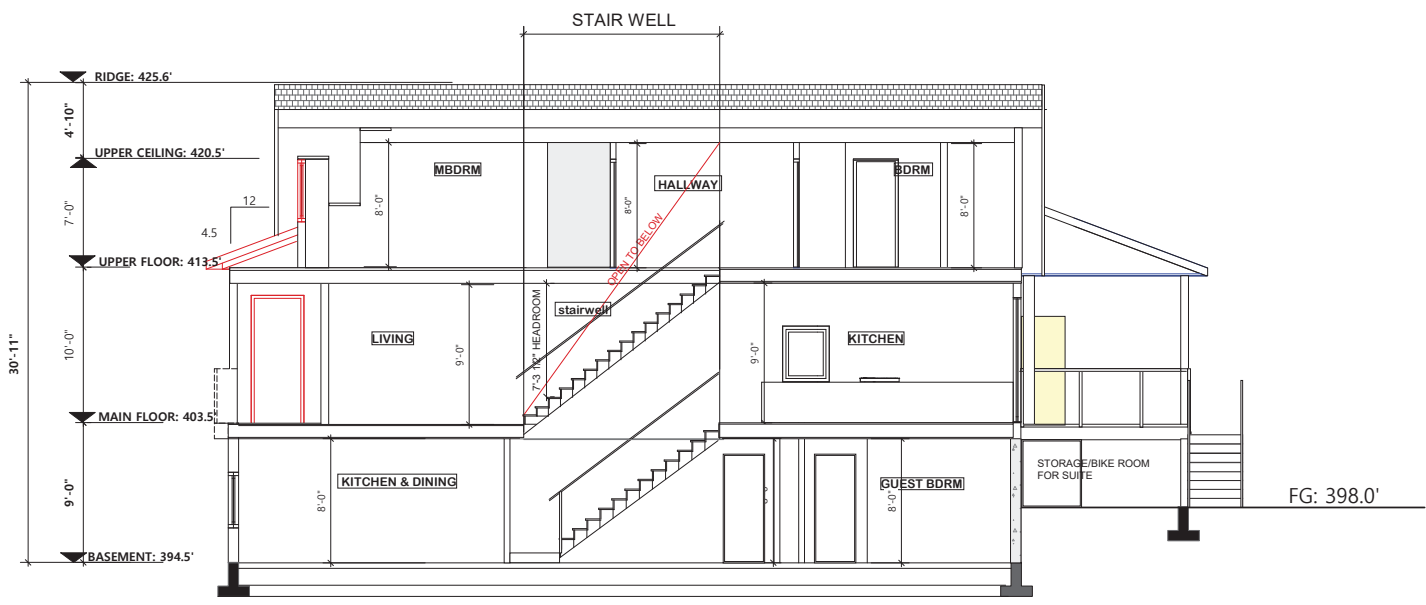 STAIR WELL
RIDGE: 425.6'
4'-10"
UPPER CEILING: 420.5'
MBDRM
HALLWAY
BDRM
8'-0"
8'-0"
8'-0"
7'-0"
12
4.5
OPEN TO BELOW
UPPER FLOOR: 413.5'
30'-11"
10'-0"
LIVING
9'-0"
7'-3 1/2" HEADROOM
stairwell
9'-0"
KITCHEN
MAIN FLOOR: 403.5'
9'-0"
KITCHEN & DINING
8'-0"
8'-0"
GUEST BDRM
STORAGE/BIKE ROOM
FOR SUITE
FG: 398.0'
BASEMENT: 394.5'